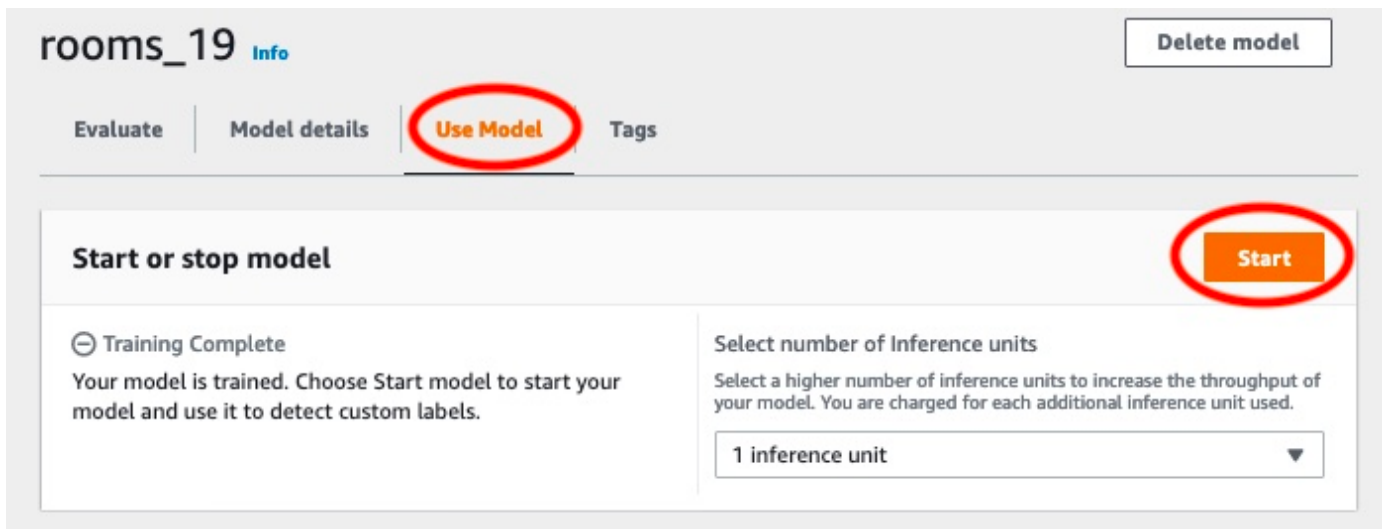 rooms_19 Info
Delete model
Evaluate
Model details
Use Model
Tags
Start or stop model
Start
Training Complete
Your model is trained. Choose Start model to start your
model and use it to detect custom labels.
Select number of Inference units
Select a higher number of inference units to increase the throughput of
your model. You are charged for each additional inference unit used.
1 inference unit